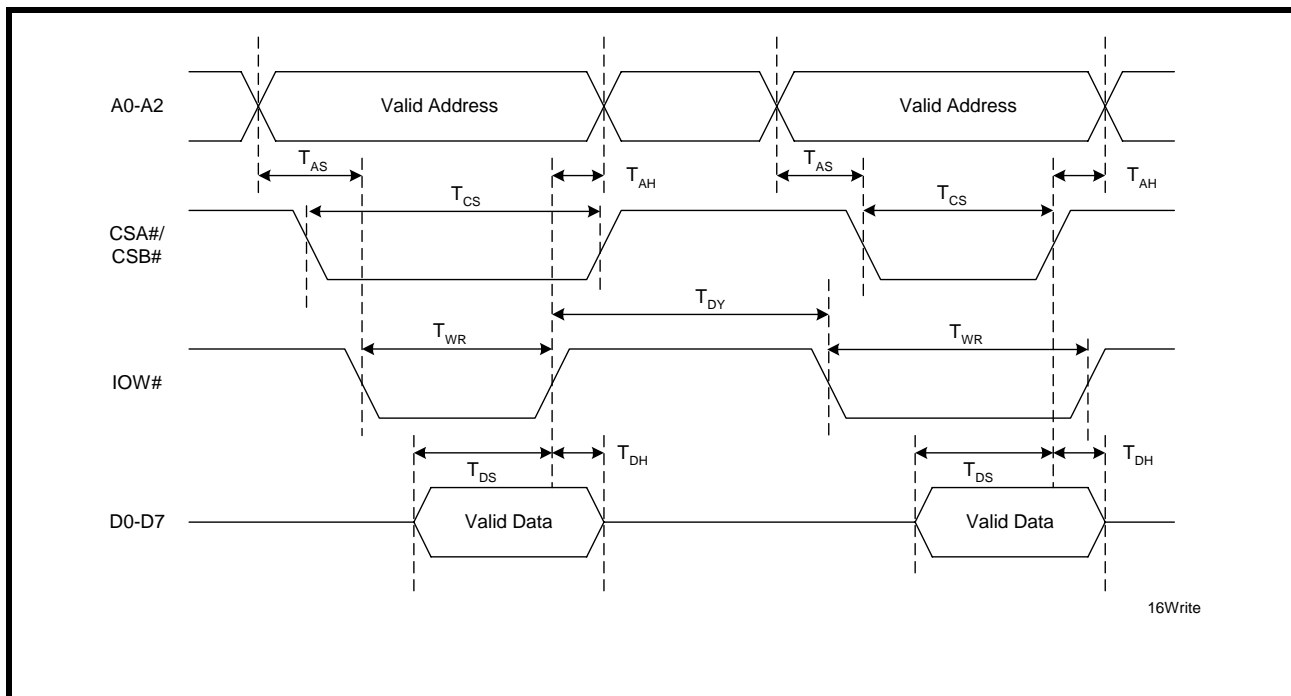 A0-A2
Valid Address
Valid Address
TAS
TAH
TAS
TAH
TCS
TCS
CSA#/
CSB#
TDY
TWR
TWR
IOW#
TDS
TDH
TDS
TDH
D0-D7
Valid Data
Valid Data
16Write